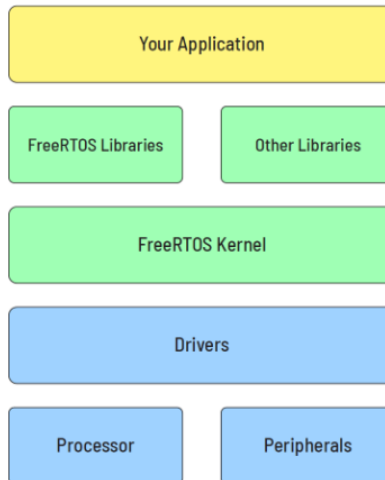 Your Application
FreeRTOS Libraries
Other Libraries
FreeRTOS Kernel
Drivers
Processor
Peripherals